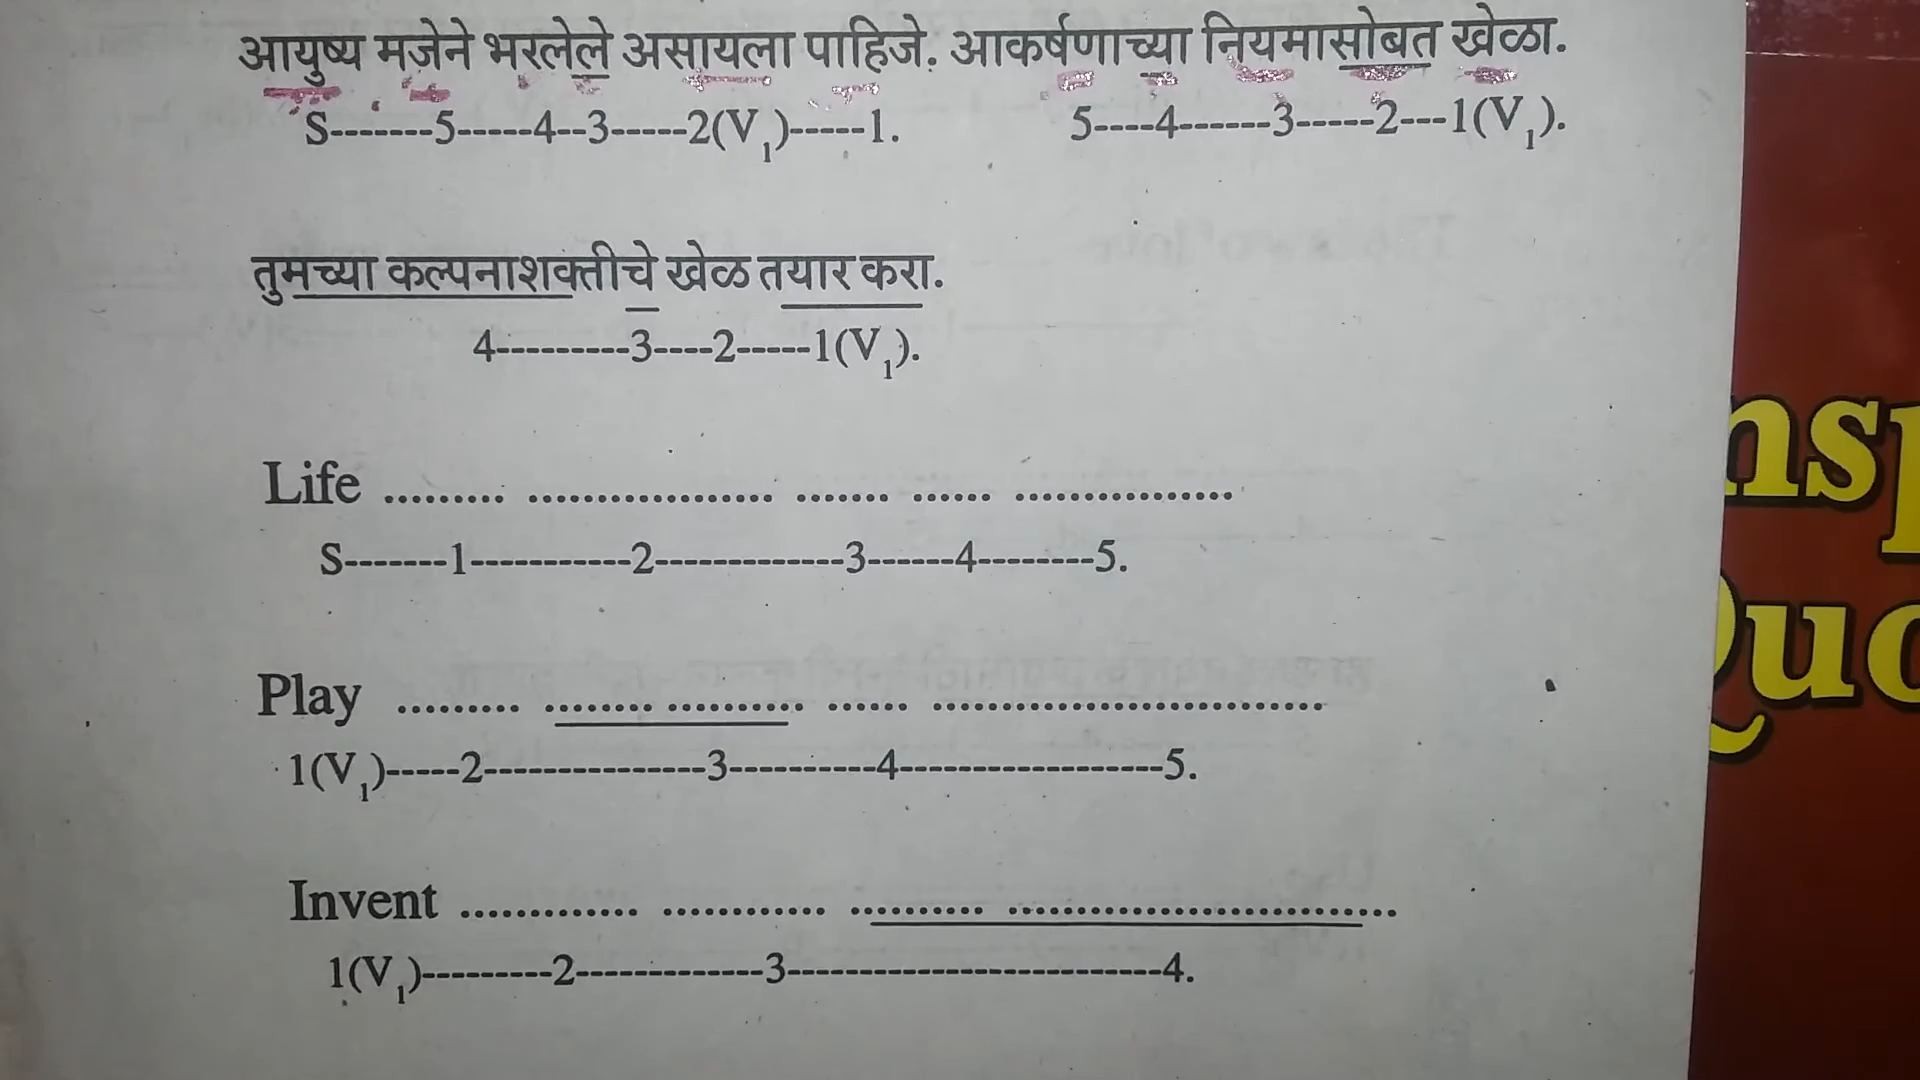 आयुष्य मजेने भरलेले असायला पाहिजे. आकर्षणाच्या नियमासोबत खेळा.
S-------5-----4--3-----2(V1)-----1. 5----4------3-----2---1(V1).
तुमच्या कल्पनाशक्तीचे खेळ तयार करा.
4---------3----2-----1(V1).
Life ......... .................. ....... ...... ................
S-------1-----------2-------------3------4--------5.
Play ......... ........ .......... ...... ............................
1(V1)-----2---------------3----------4------------------5.
Invent ............. ............ .......... ............................
1(V1)---------2-------------3--------------------------4.